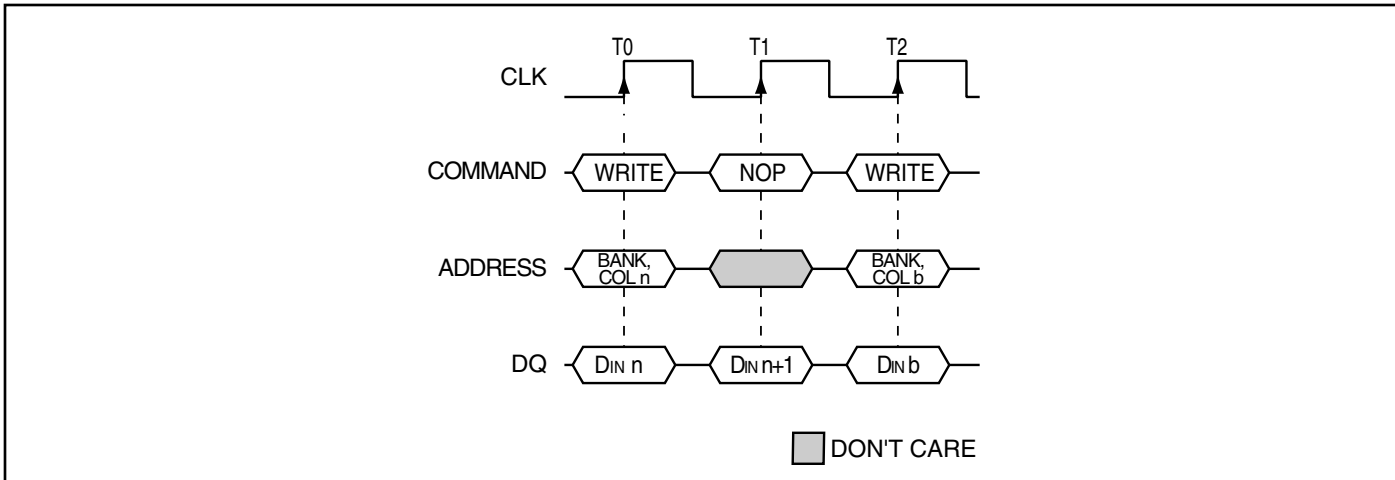 T0 T1 T2
CLK
COMMAND WRITE NOP WRITE
ADDRESS BANK, COL n BANK, COL b
DQ DIN n DIN n+1 DIN b
DON'T CARE